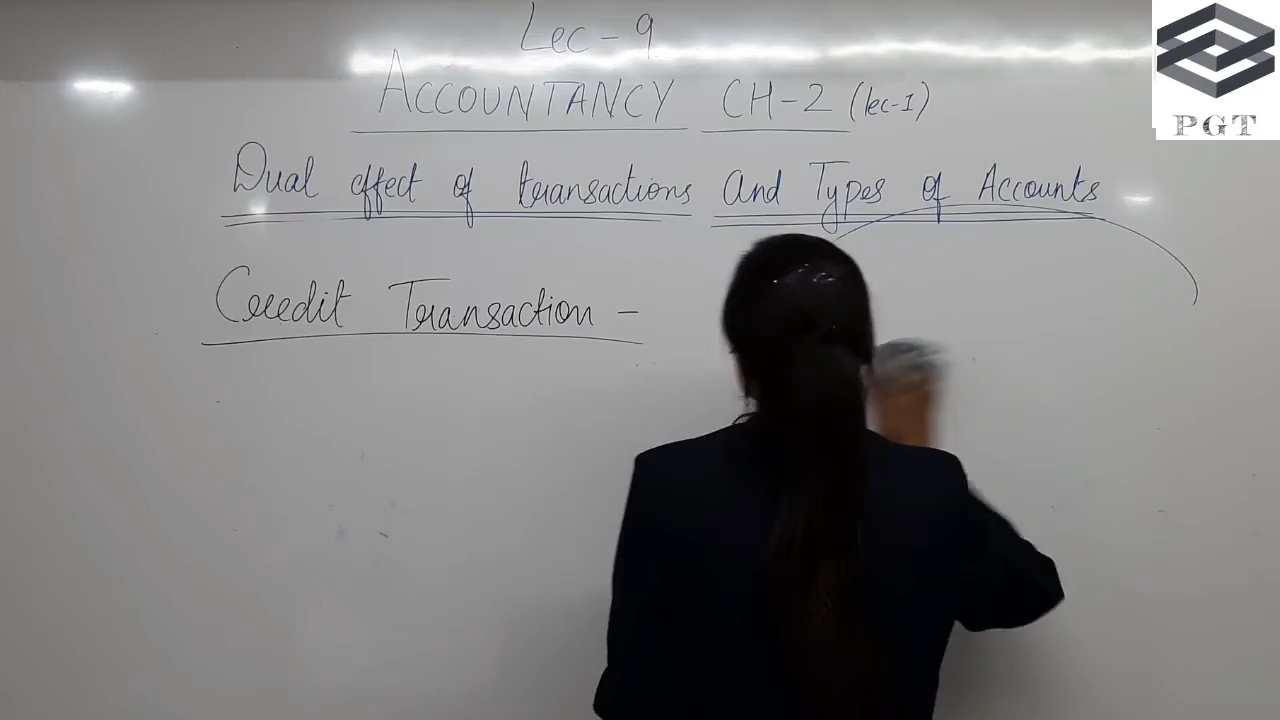 Lec - 9
ACCOUNTANCY CH-2 (lec-1)
Dual effect of transactions And Types of Accounts
Credit Transaction -
PGT